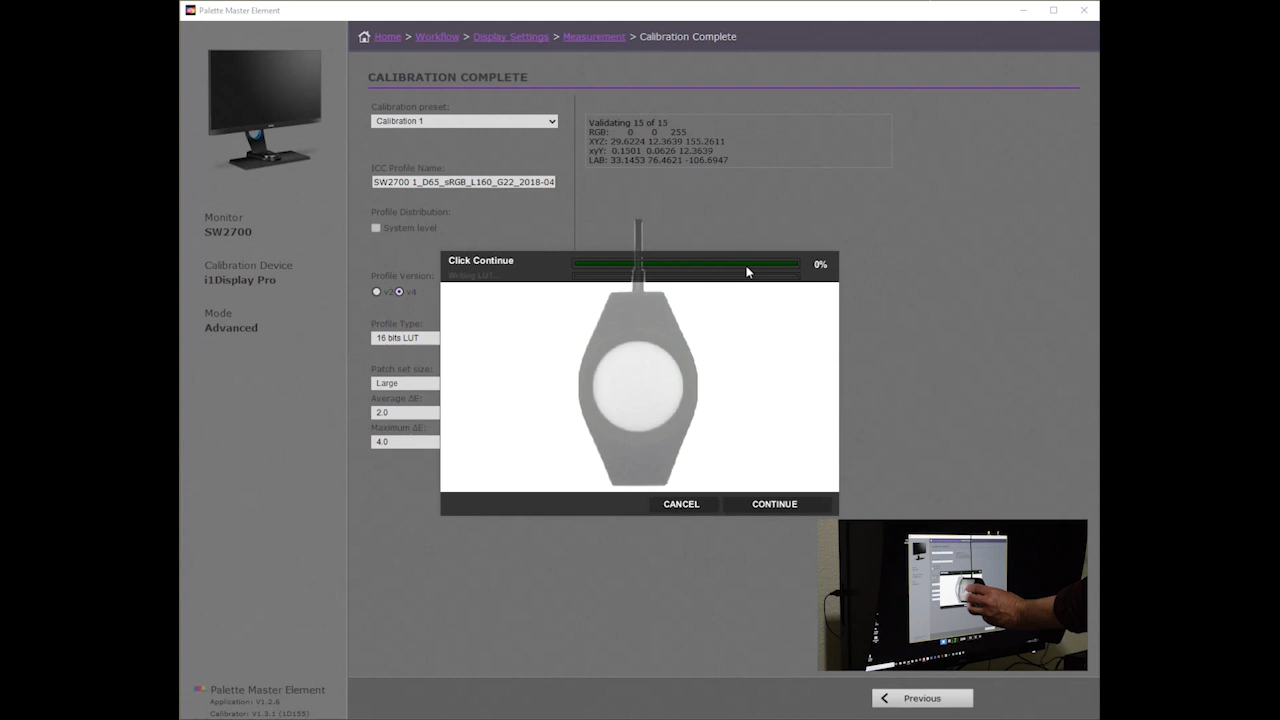 Palette Master Element
Home > Workflow > Display Settings > Measurement > Calibration Complete
CALIBRATION COMPLETE
Calibration preset:
Calibration 1
ICC Profile Name:
SW2700 1_D65_sRGB_L160_G22_2018-04
Profile Distribution:
System level
Profile Version:
v2 v4
Profile Type:
16 bits LUT
Patch set size:
Large
Average ΔE:
2.0
Maximum ΔE:
4.0
Validating 15 of 15
RGB: 0 0 255
XYZ: 29.6224 12.3639 155.2611
xyY: 0.1501 0.0626 12.3639
LAB: 33.1453 76.4621 -106.6947
Monitor
SW2700
Calibration Device
i1Display Pro
Mode
Advanced
Click Continue
0%
Writing LUT...
CANCEL
CONTINUE
Palette Master Element
Application: V1.2.6
Calibrator: V1.3.1 (1D155)
Previous